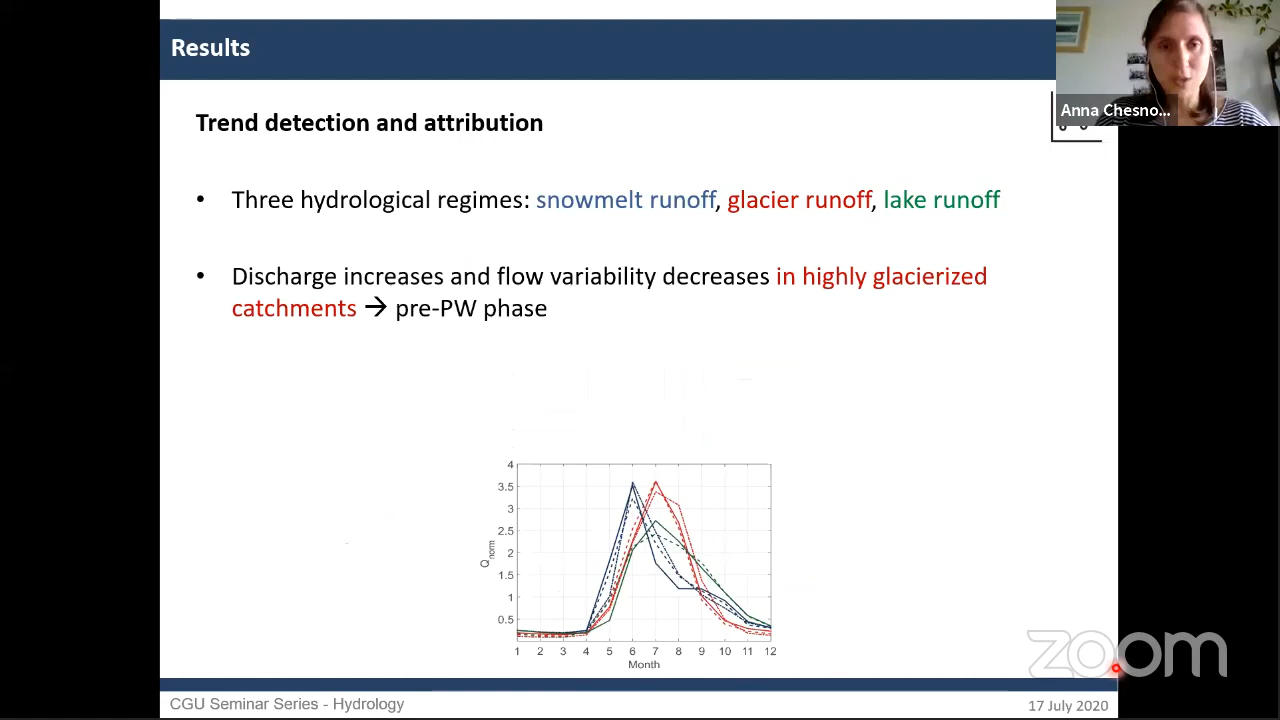 Results
Anna Chesno...
Trend detection and attribution
• Three hydrological regimes: snowmelt runoff, glacier runoff, lake runoff
• Discharge increases and flow variability decreases in highly glacierized
catchments → pre-PW phase
4
3.5
3
2.5
2
1.5
1
0.5
Qnorm
1 2 3 4 5 6 7 8 9 10 11 12
Month
zoom
CGU Seminar Series - Hydrology
17 July 2020